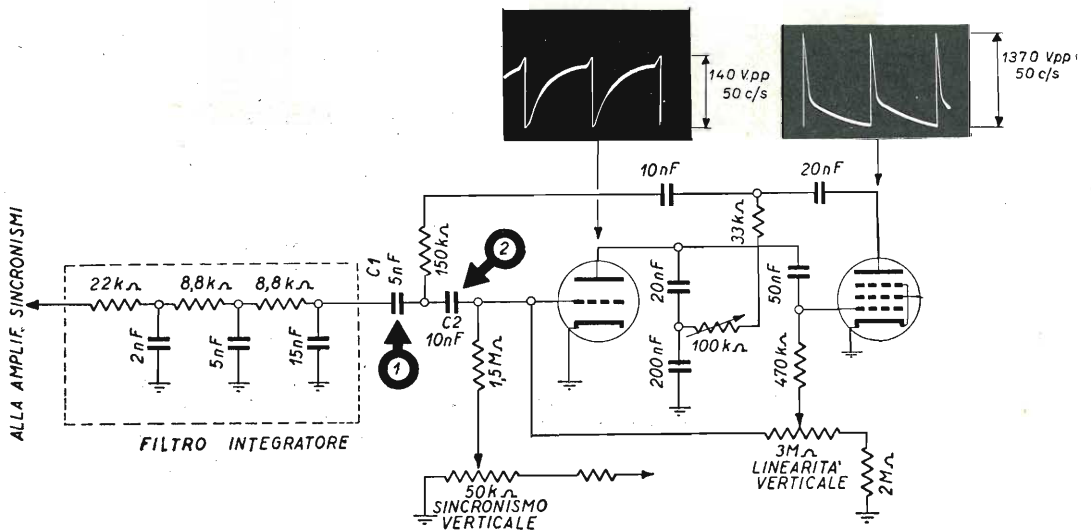 140 Vpp
50 c/s
1370 Vpp
50 c/s
10nF
20nF
ALLA AMPLIF. SINCRONISMI
22kΩ
8,8kΩ
8,8kΩ
C1
5nF
150kΩ
2
33kΩ
20nF
50nF
2nF
5nF
15nF
1
C2
10nF
1,5MΩ
200nF
100kΩ
470kΩ
FILTRO INTEGRATORE
3MΩ
LINEARITA'
VERTICALE
2MΩ
50kΩ
SINCRONISMO
VERTICALE